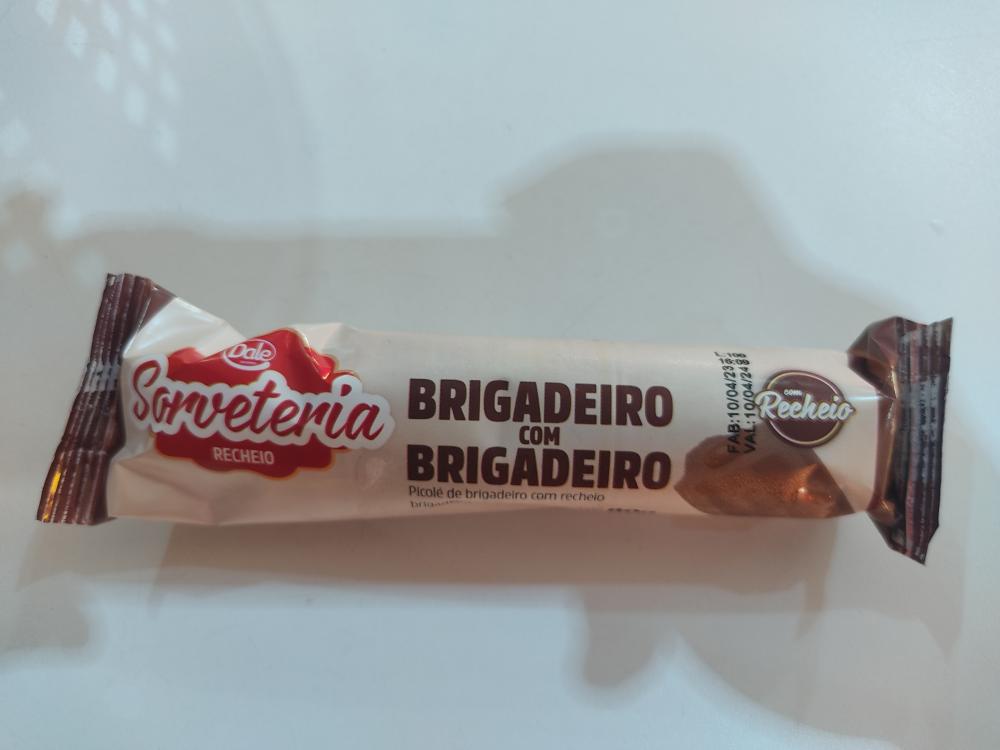 Dale
Sorveteria
RECHEIO
BRIGADEIRO
COM
BRIGADEIRO
Picolé de brigadeiro com recheio
FAB:10/04/23
VAL:10/04/24
COM
Recheio